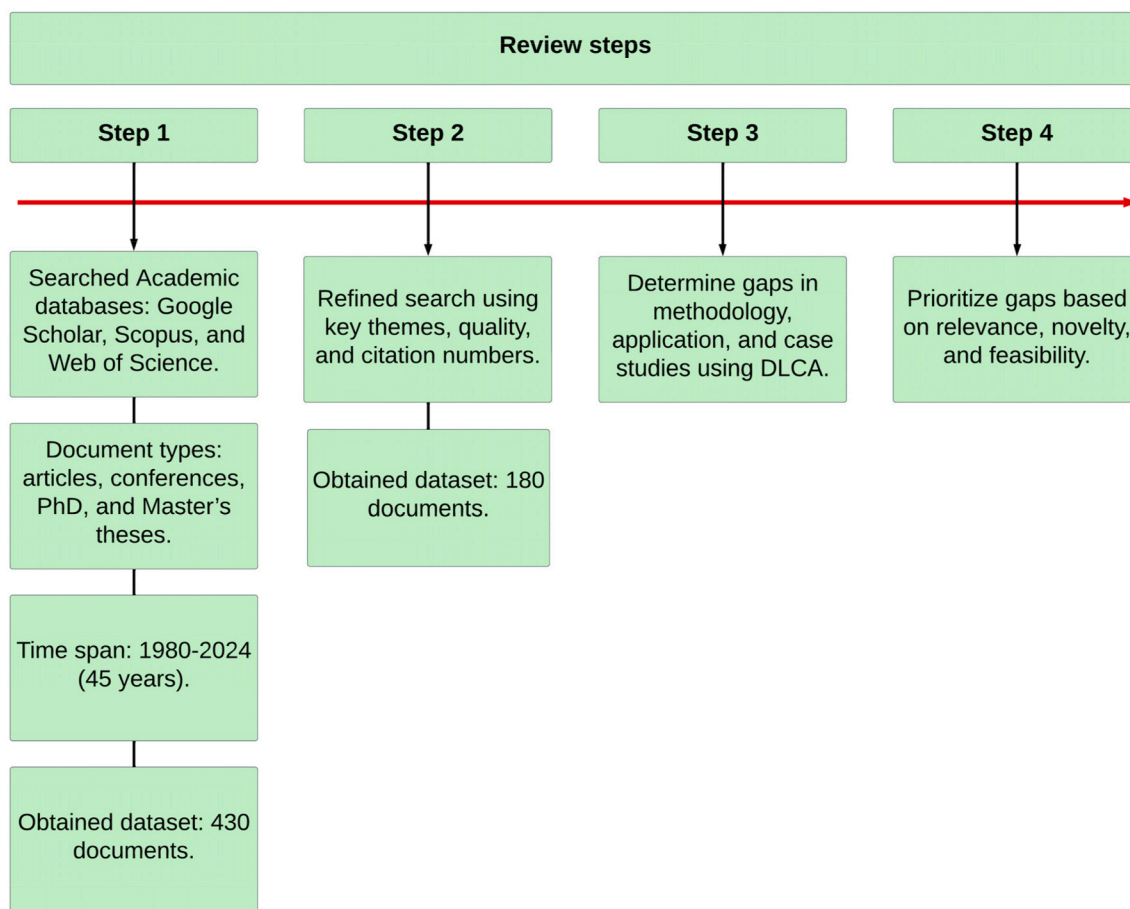 Review steps
Step 1
Step 2
Step 3
Step 4
Searched Academic
databases: Google
Scholar, Scopus, and
Web of Science.
Document types:
articles, conferences,
PhD, and Master’s
theses.
Time span: 1980-2024
(45 years).
Obtained dataset: 430
documents.
Refined search using
key themes, quality,
and citation numbers.
Obtained dataset: 180
documents.
Determine gaps in
methodology,
application, and case
studies using DLCA.
Prioritize gaps based
on relevance, novelty,
and feasibility.